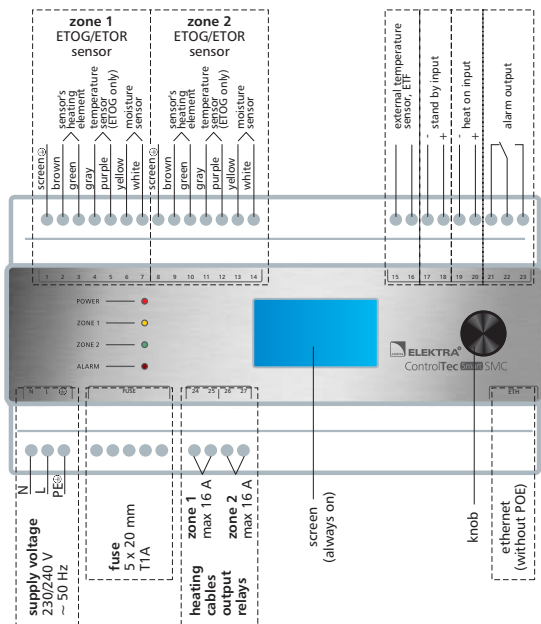 zone 1
ETOG/ETOR
sensor
zone 2
ETOG/ETOR
sensor
screen
brown
sensor's
heating
element
green
gray
temperature
sensor
(ETOG only)
purple
yellow
moisture
sensor
white
screen
brown
sensor's
heating
element
green
gray
temperature
sensor
(ETOG only)
purple
yellow
moisture
sensor
white
external temperature
sensor, ETF
- stand by input +
- heat on input +
alarm output
1 2 3 4 5 6 7 8 9 10 11 12 13 14
15 16 17 18 19 20 21 22 23
POWER
ZONE 1
ZONE 2
ALARM
ELEKTRA®
ControlTec Smart SMC
N L
FUSE
24 25 26 27
ETH
N
L
PE
supply voltage
230/240 V
~ 50 Hz
fuse
5 x 20 mm
T1A
zone 1
max 16 A
zone 2
max 16 A
heating
cables
output
relays
screen
(always on)
knob
ethernet
(without POE)